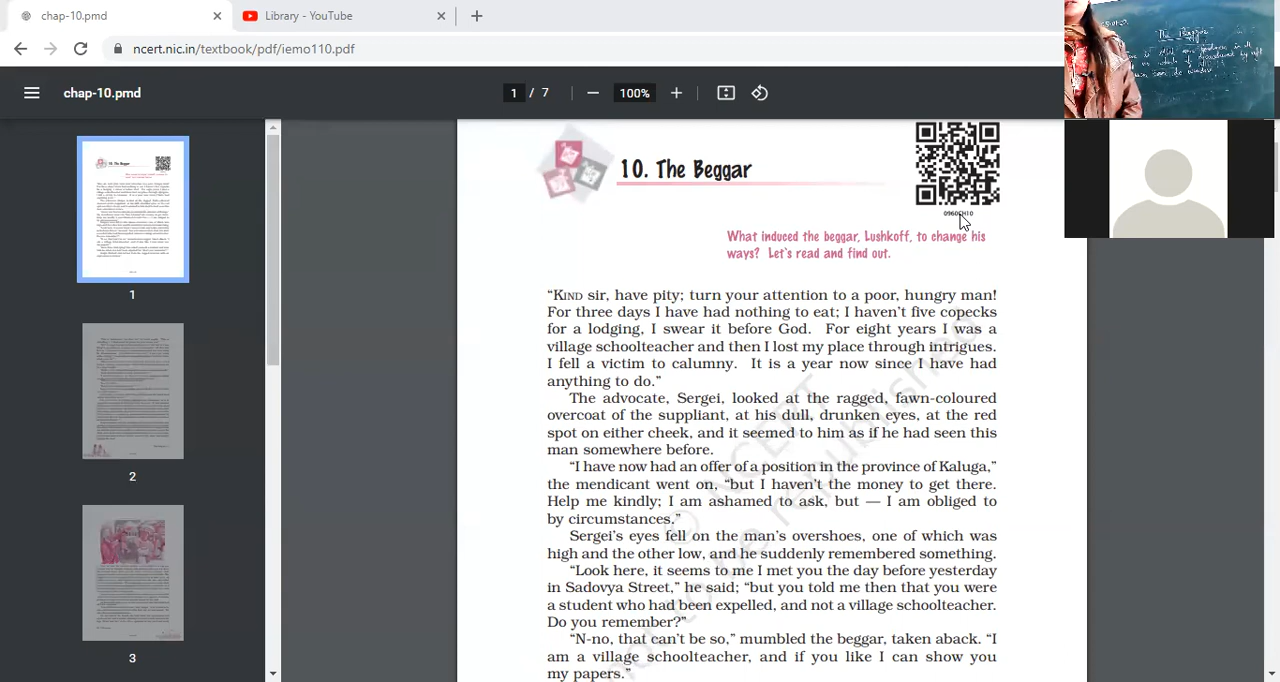 chap-10.pmd
Library - YouTube
ncert.nic.in/textbook/pdf/iemo110.pdf
chap-10.pmd
1 / 7
100%
The Beggar
10. The Beggar
0960CH10
What induced the beggar, Lushkoff, to change his
ways? Let's read and find out.
“KIND sir, have pity; turn your attention to a poor, hungry man!
For three days I have had nothing to eat; I haven't five copecks
for a lodging, I swear it before God. For eight years I was a
village schoolteacher and then I lost my place through intrigues.
I fell a victim to calumny. It is a year now since I have had
anything to do.”
The advocate, Sergei, looked at the ragged, fawn-coloured
overcoat of the suppliant, at his dull, drunken eyes, at the red
spot on either cheek, and it seemed to him as if he had seen this
man somewhere before.
“I have now had an offer of a position in the province of Kaluga,”
the mendicant went on, “but I haven't the money to get there.
Help me kindly; I am ashamed to ask, but — I am obliged to
by circumstances.”
Sergei's eyes fell on the man's overshoes, one of which was
high and the other low, and he suddenly remembered something.
“Look here, it seems to me I met you the day before yesterday
in Sadovya Street,” he said; “but you told me then that you were
a student who had been expelled, and not a village schoolteacher.
Do you remember?”
“N-no, that can't be so,” mumbled the beggar, taken aback. “I
am a village schoolteacher, and if you like I can show you
my papers.”
1
2
3